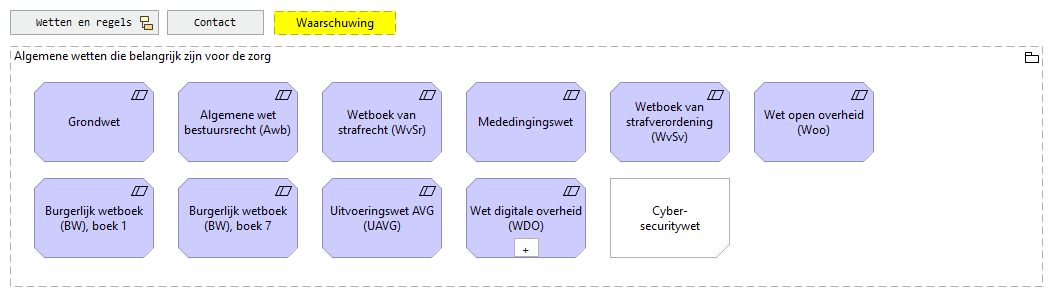 Wetten en regels
Contact
Waarschuwing
Algemene wetten die belangrijk zijn voor de zorg
Grondwet
Algemene wet
bestuursrecht (Awb)
Wetboek van
strafrecht (WvSr)
Mededingingswet
Wetboek van
strafverordening
(WvSv)
Wet open overheid
(Woo)
Burgerlijk wetboek
(BW), boek 1
Burgerlijk wetboek
(BW), boek 7
Uitvoeringswet AVG
(UAVG)
Wet digitale overheid
(WDO)
+
Cyber-
securitywet